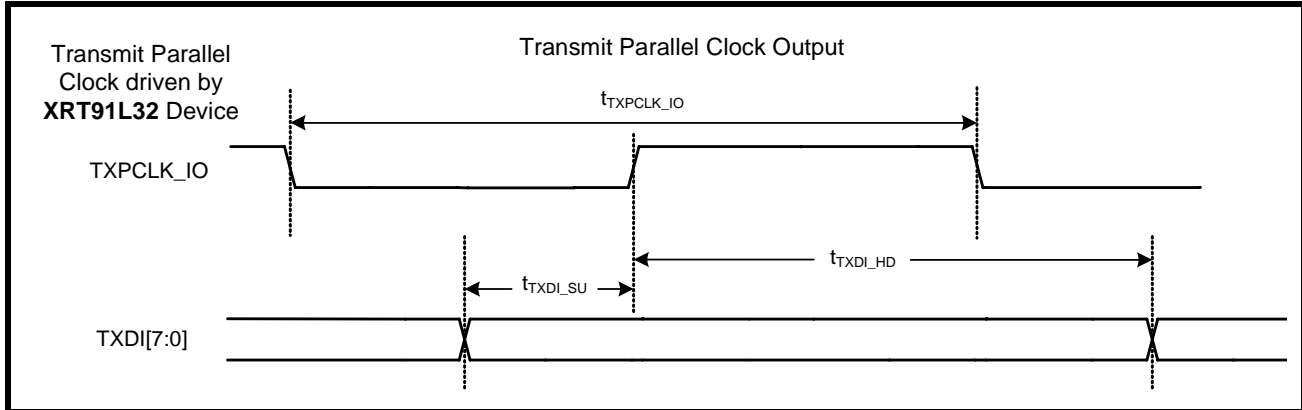 Transmit Parallel
Clock driven by
XRT91L32 Device
Transmit Parallel Clock Output
tTXPCLK_IO
TXPCLK_IO
tTXDI_HD
tTXDI_SU
TXDI[7:0]